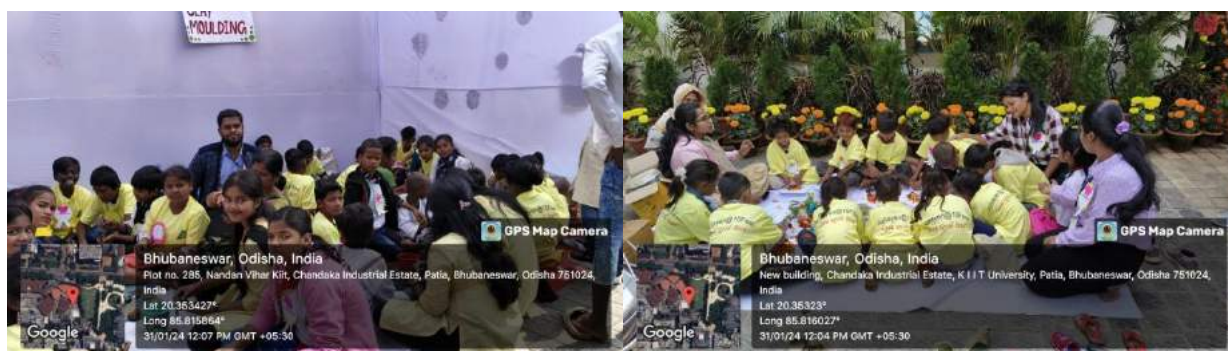 CLAY
MOULDING
GPS Map Camera
Bhubaneswar, Odisha, India
Plot no. 285, Nandan Vihar Kiit, Chandaka Industrial Estate, Patia, Bhubaneswar, Odisha 751024,
India
Lat 20.353427°
Long 85.815864°
31/01/24 12:07 PM GMT +05:30
Google
GPS Map Camera
Bhubaneswar, Odisha, India
New building, Chandaka Industrial Estate, K I I T University, Patia, Bhubaneswar, Odisha 751024,
India
Lat 20.35323°
Long 85.816027°
31/01/24 12:04 PM GMT +05:30
Google